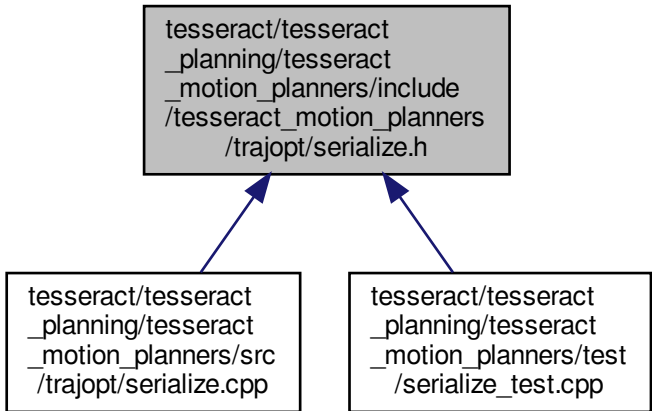 tesseract/tesseract
_planning/tesseract
_motion_planners/include
/tesseract_motion_planners
/trajopt/serialize.h
tesseract/tesseract
_planning/tesseract
_motion_planners/src
/trajopt/serialize.cpp
tesseract/tesseract
_planning/tesseract
_motion_planners/test
/serialize_test.cpp